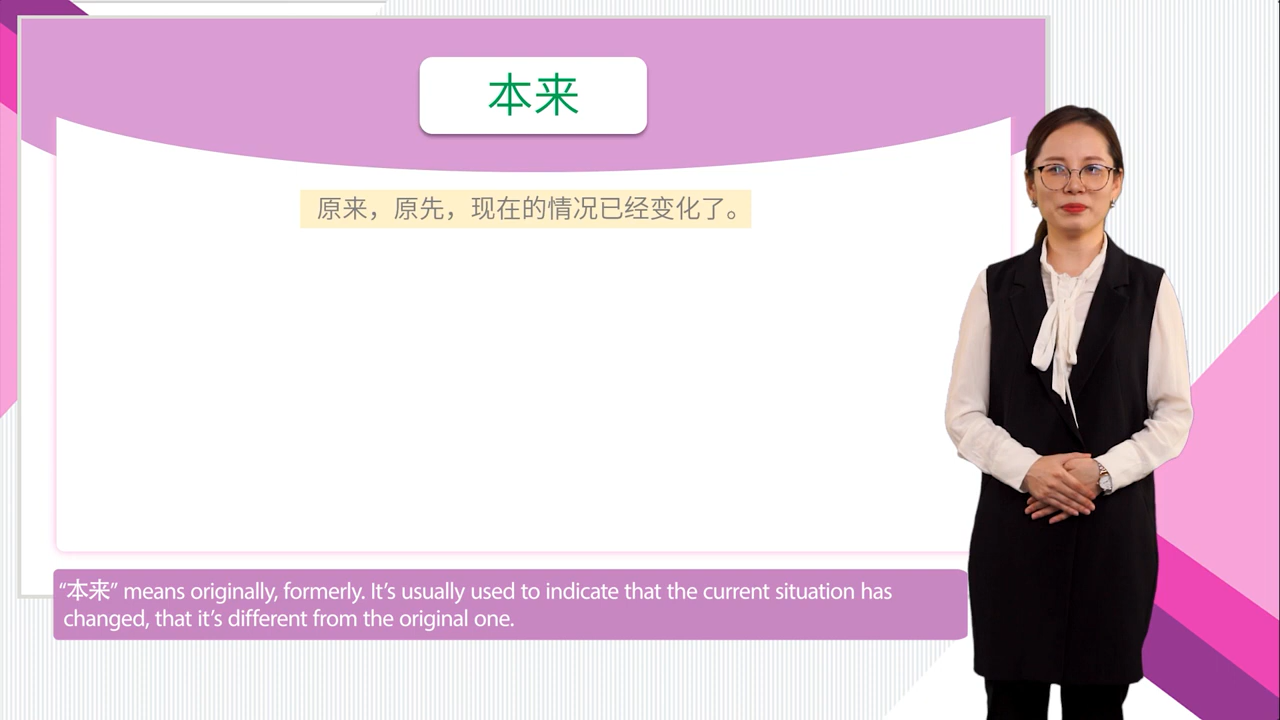 本来
原来，原先，现在的情况已经变化了。
“本来” means originally, formerly. It’s usually used to indicate that the current situation has
changed, that it’s different from the original one.